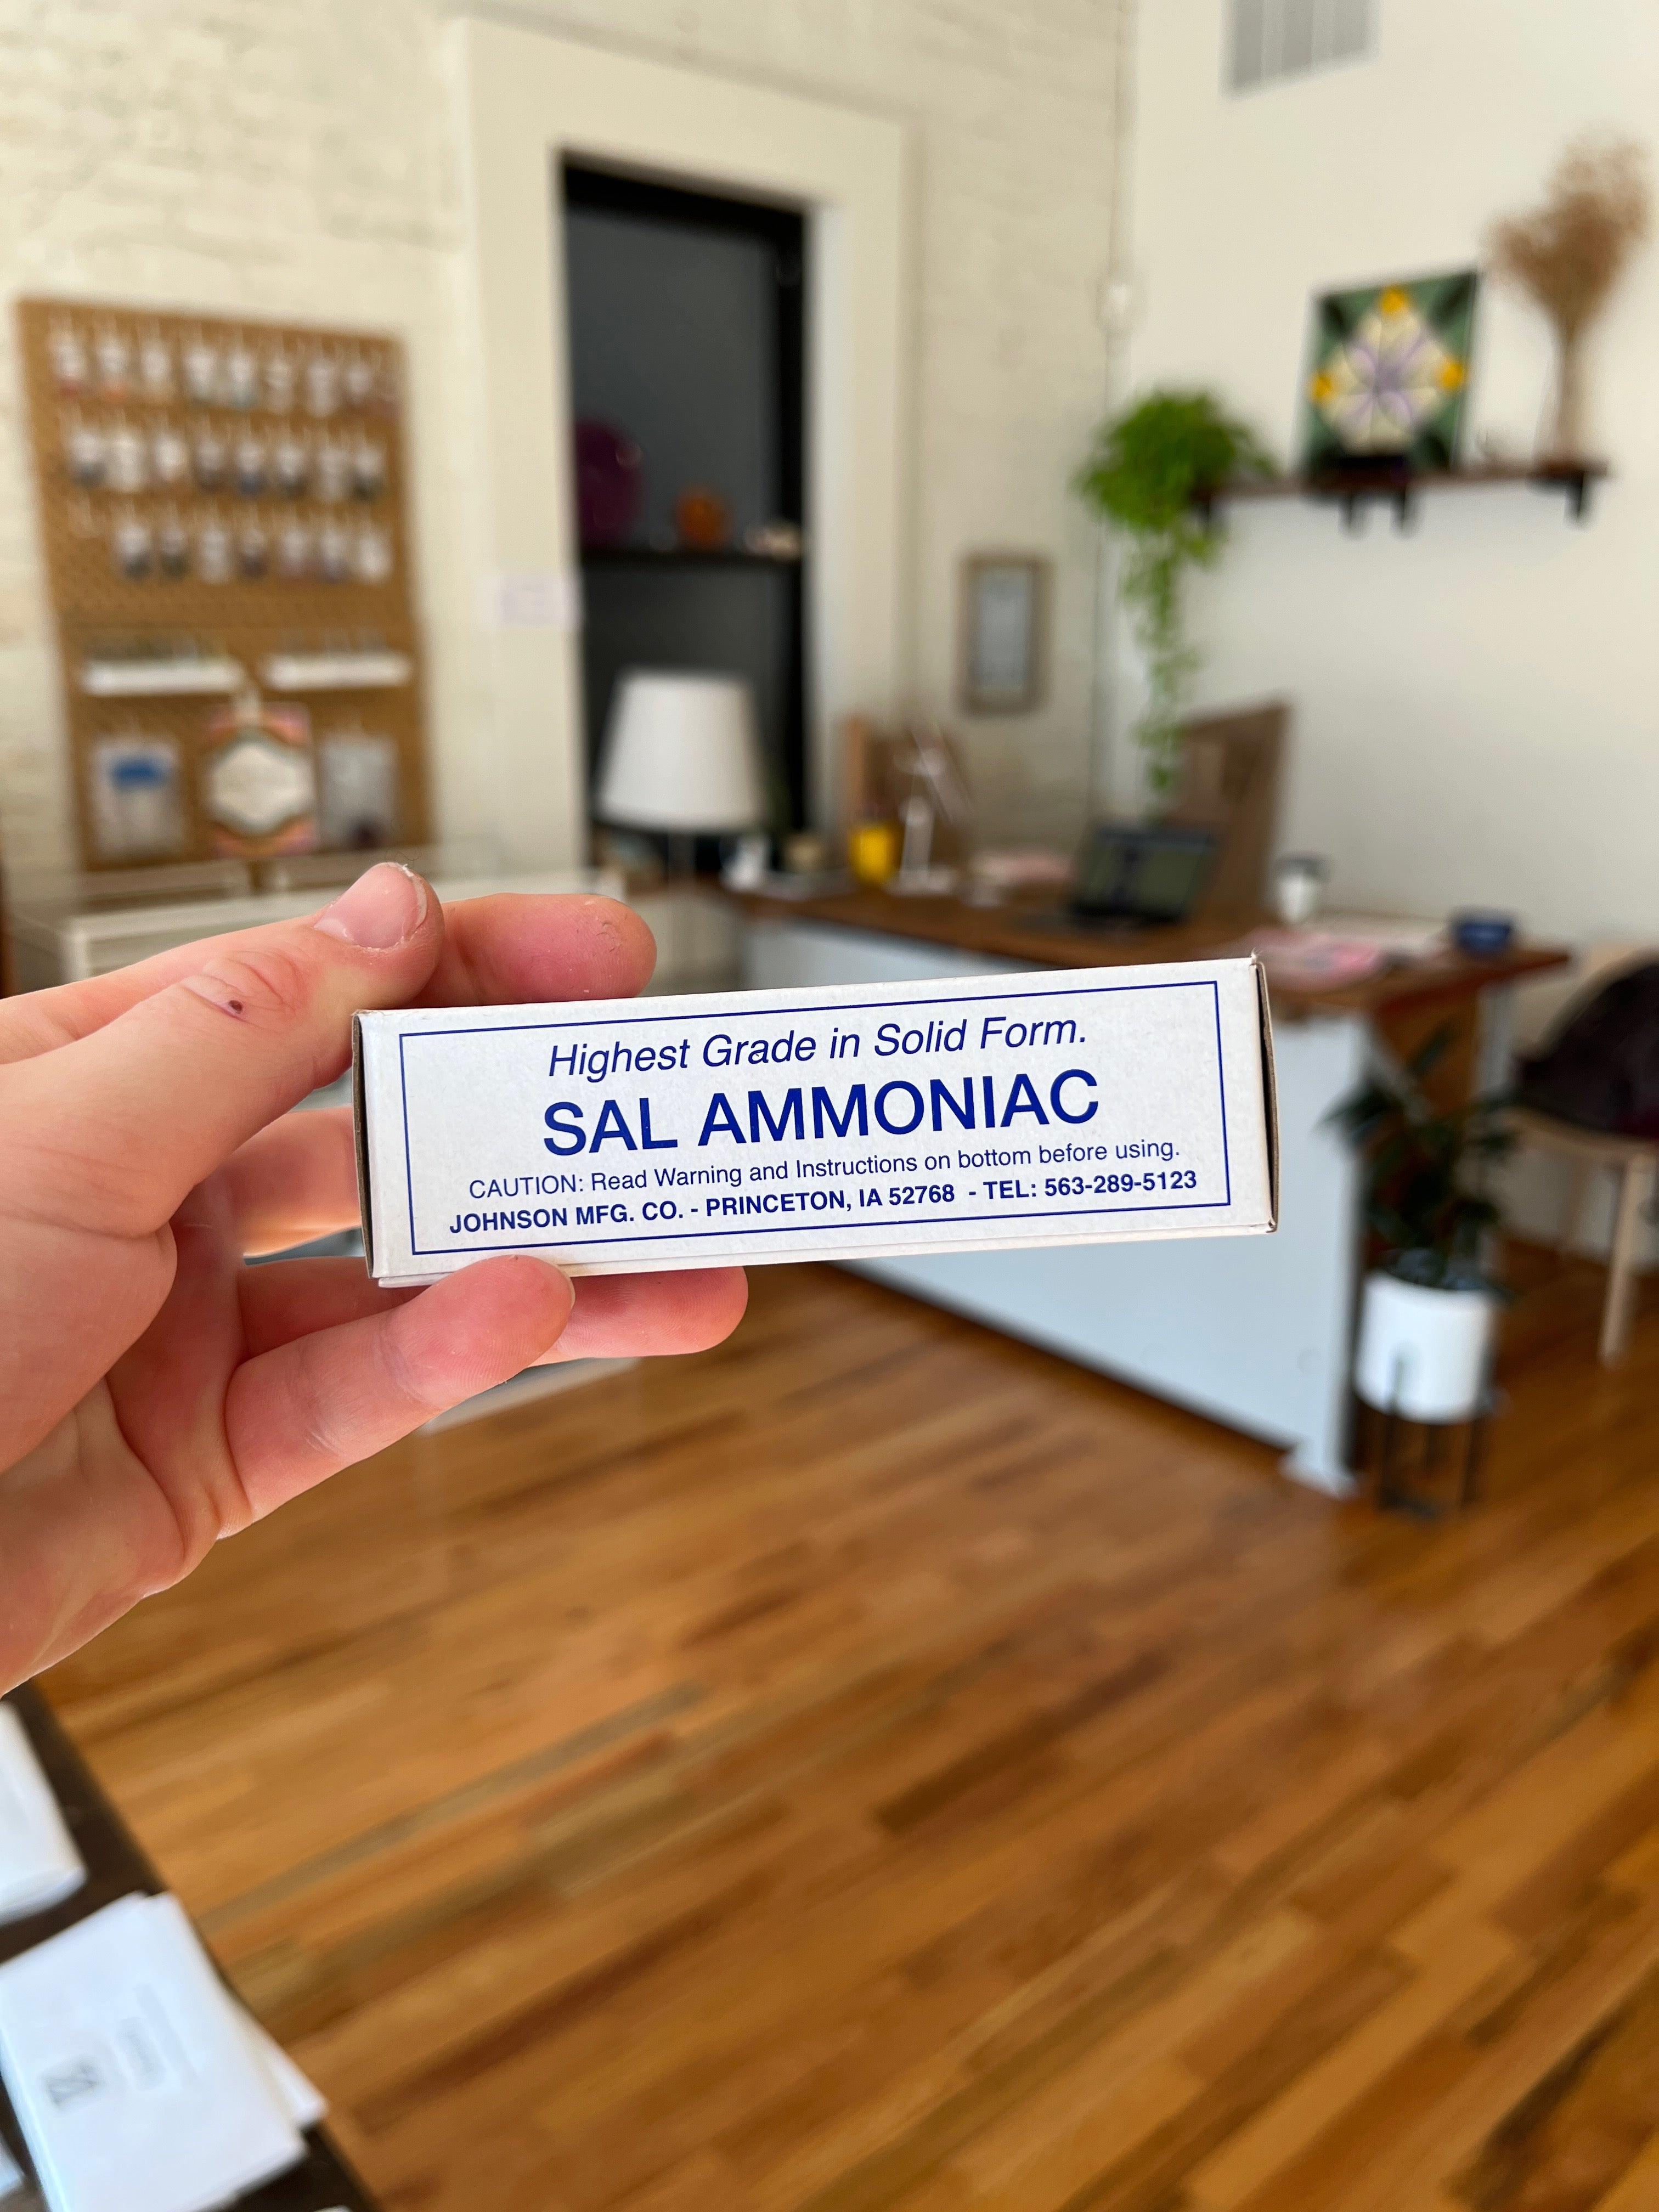 Highest Grade in Solid Form.
SAL AMMONIAC
CAUTION: Read Warning and Instructions on bottom before using.
JOHNSON MFG. CO. - PRINCETON, IA 52768 - TEL: 563-289-5123